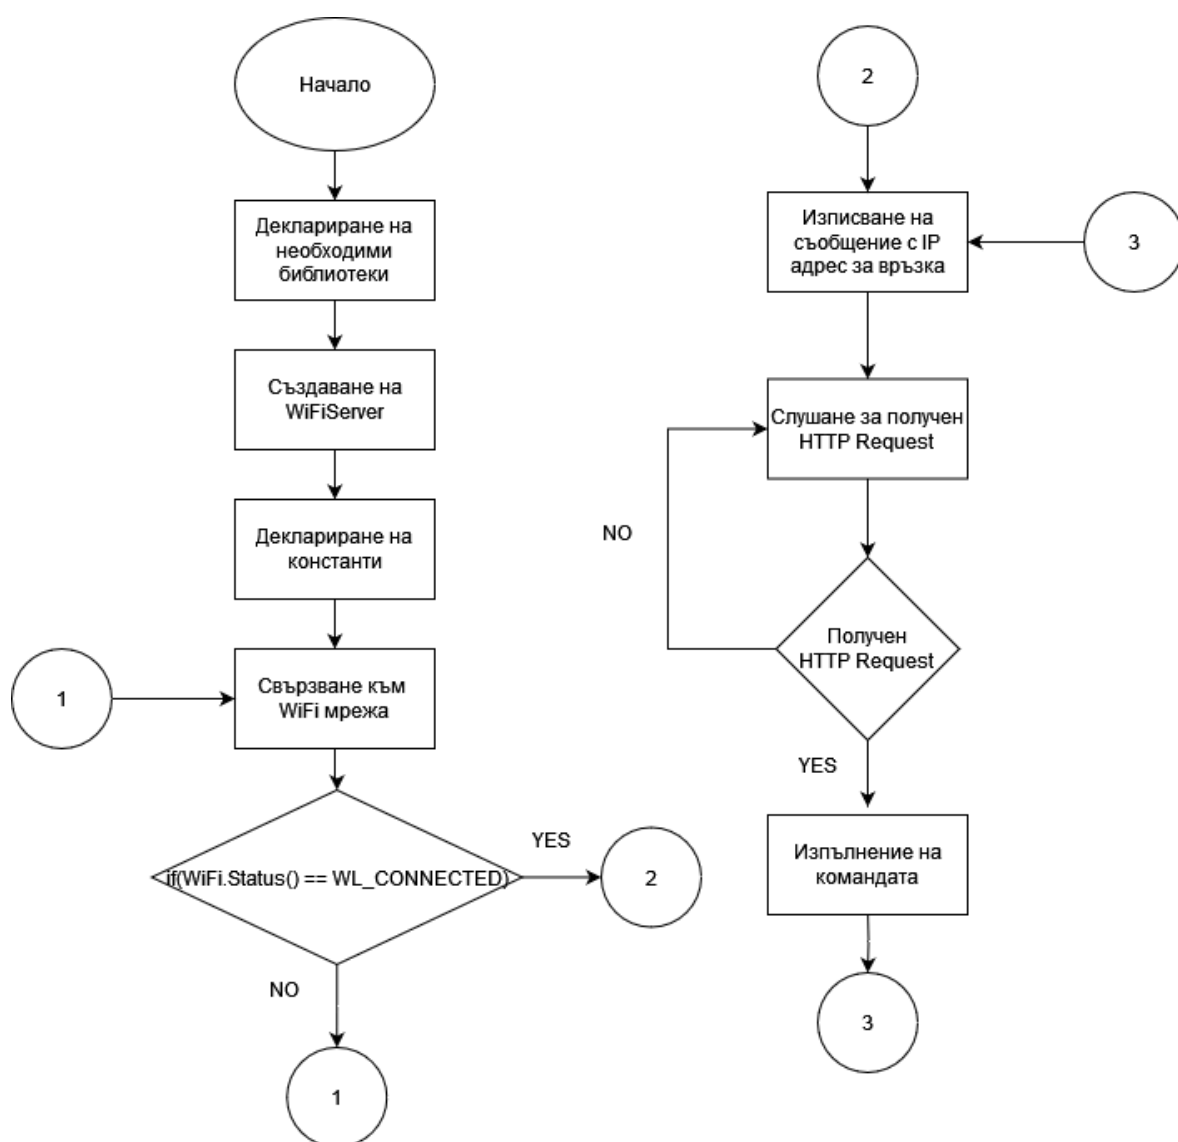 Начало
Деклариране на
необходими
библиотеки
Създаване на
WiFiServer
Деклариране на
константи
1
Свързване към
WiFi мрежа
if(WiFi.Status() == WL_CONNECTED)
YES
2
NO
1
2
Изписване на
съобщение с IP
адрес за връзка
3
Слушане за получен
HTTP Request
NO
Получен
HTTP Request
YES
Изпълнение на
командата
3